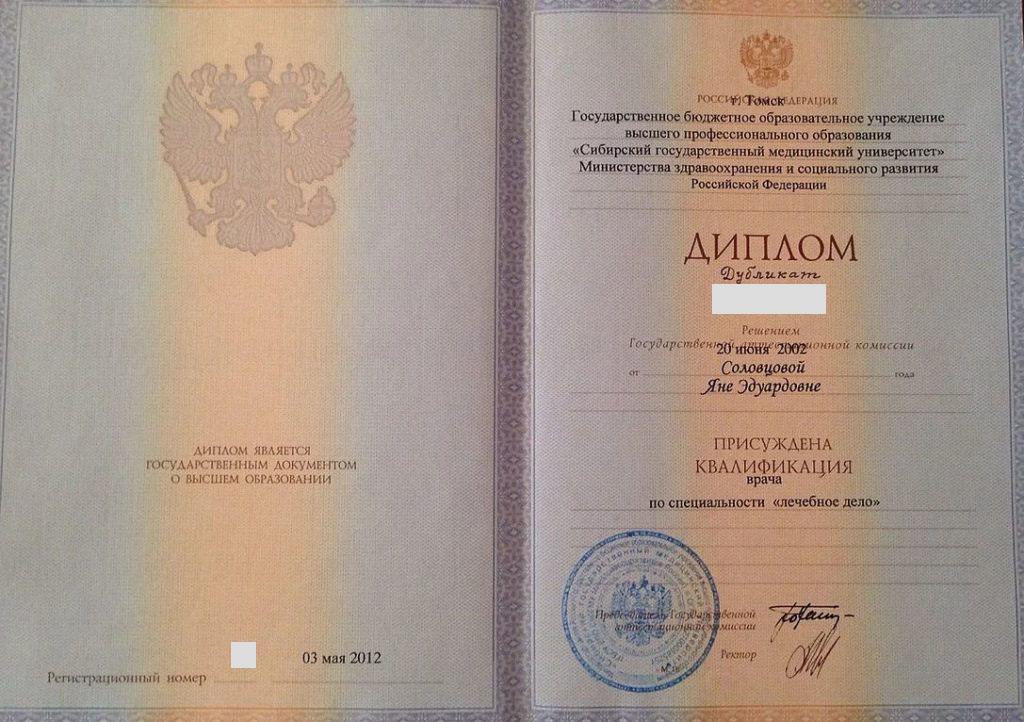 ДИПЛОМ ЯВЛЯЕТСЯ
ГОСУДАРСТВЕННЫМ ДОКУМЕНТОМ
О ВЫСШЕМ ОБРАЗОВАНИИ
03 мая 2012
Регистрационный номер
РОССИЙСКАЯ ФЕДЕРАЦИЯ
г. Томск
Государственное бюджетное образовательное учреждение
высшего профессионального образования
«Сибирский государственный медицинский университет»
Министерства здравоохранения и социального развития
Российской Федерации
ДИПЛОМ
Дубликат
Решением
Государственной аттестационной комиссии
20 июня 2002
от года
Соловцовой
Яне Эдуардовне
ПРИСУЖДЕНА
КВАЛИФИКАЦИЯ
врача
по специальности «лечебное дело»
Председатель Государственной
аттестационной комиссии
Ректор